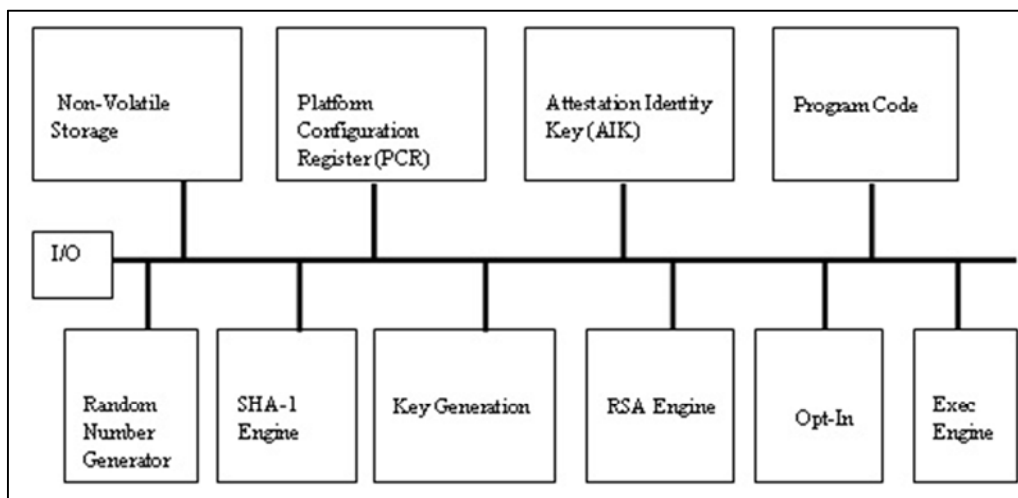 Non-Volatile
Storage
Platform
Configuration
Register (PCR)
Attestation Identity
Key (AIK)
Program Code
I/O
Random
Number
Generator
SHA-1
Engine
Key Generation
RSA Engine
Opt-In
Exec
Engine